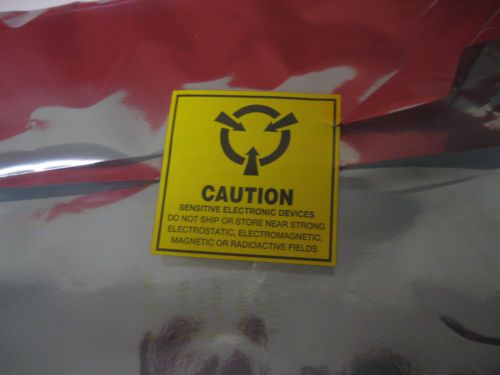 CAUTION
SENSITIVE ELECTRONIC DEVICES
DO NOT SHIP OR STORE NEAR STRONG
ELECTROSTATIC, ELECTROMAGNETIC,
MAGNETIC OR RADIOACTIVE FIELDS